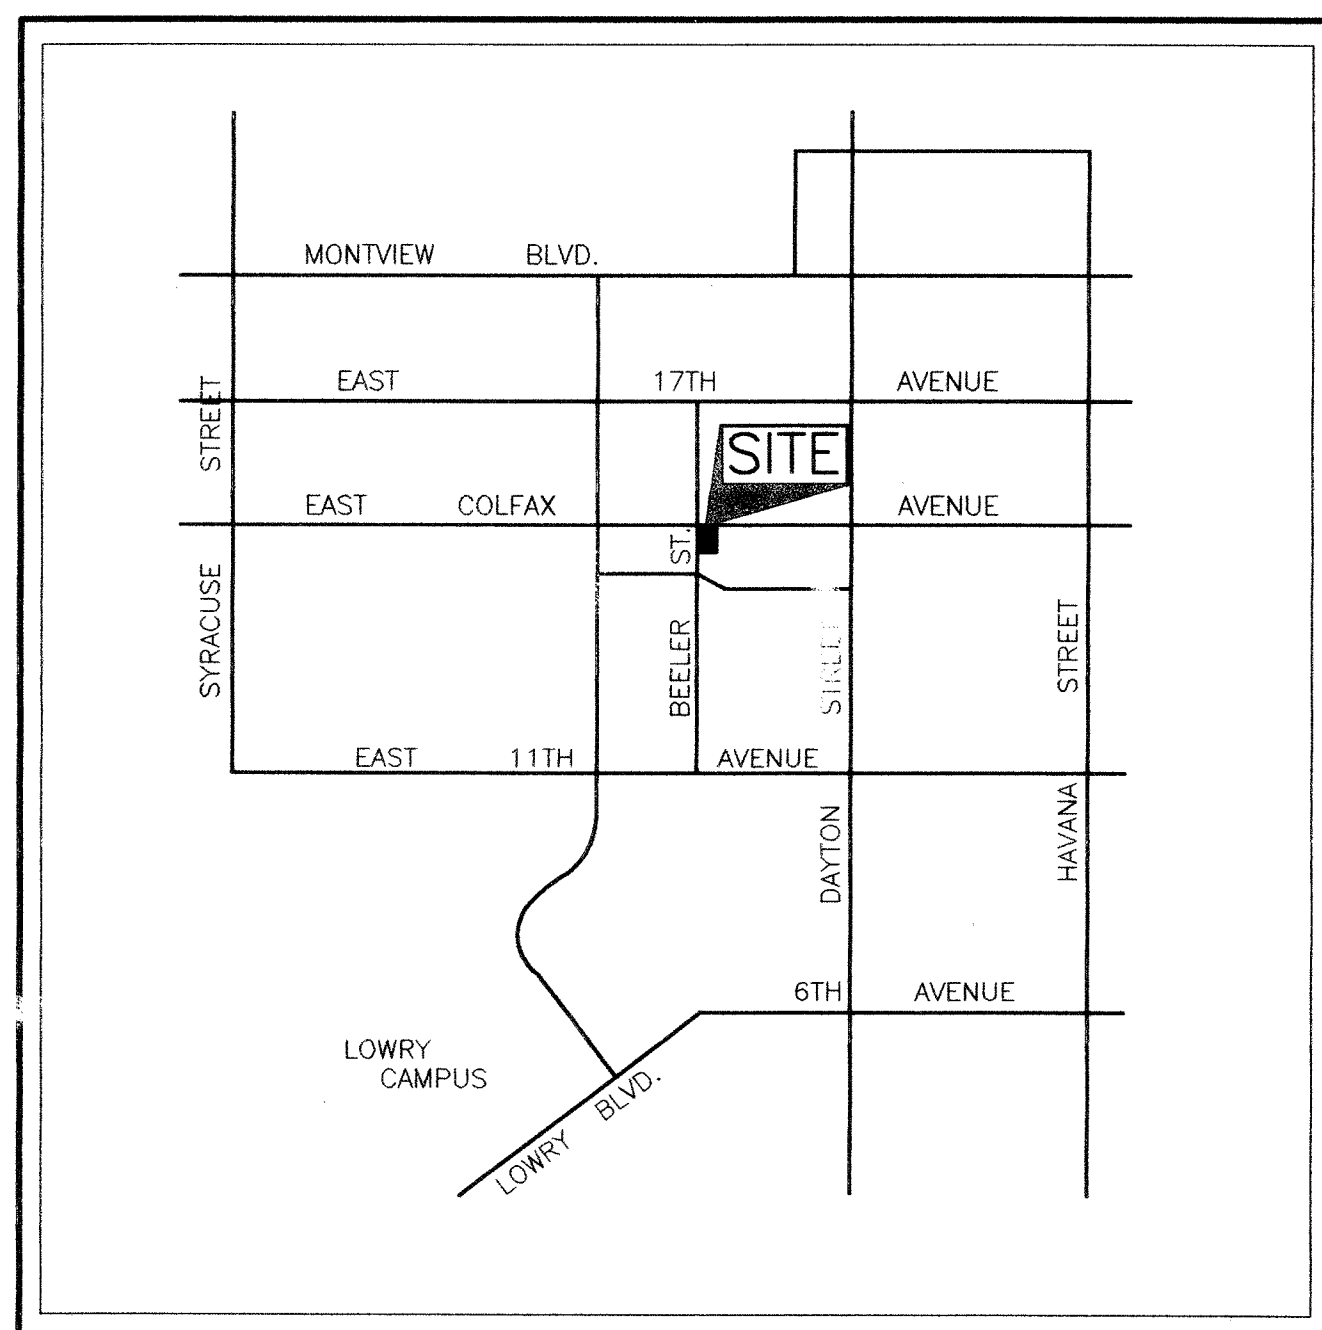 MONTVIEW BLVD.
EAST 17TH AVENUE
SITE
EAST COLFAX AVENUE
SYRACUSE STREET
BEELER ST.
DAYTON STREET
HAVANA STREET
EAST 11TH AVENUE
6TH AVENUE
LOWRY
CAMPUS
LOWRY BLVD.